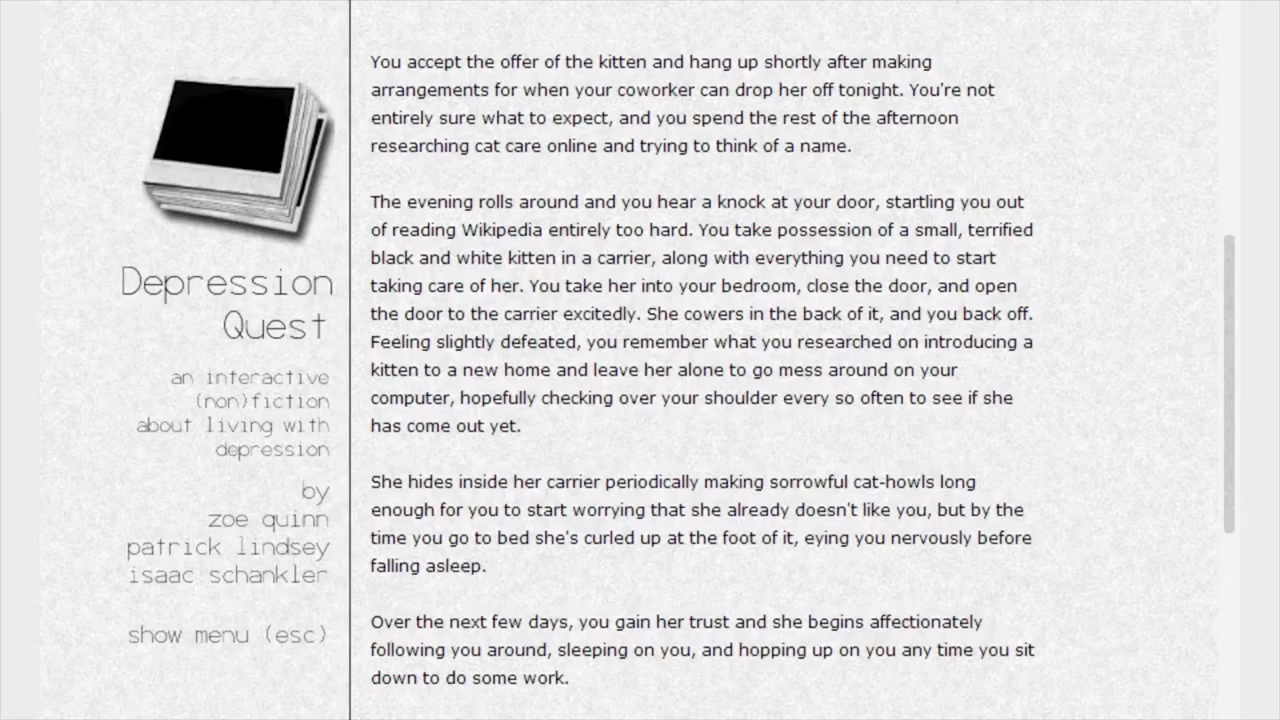 Depression
Quest
an interactive
(non)fiction
about living with
depression
by
zoe quinn
patrick lindsey
isaac schankler
show menu (esc)
You accept the offer of the kitten and hang up shortly after making
arrangements for when your coworker can drop her off tonight. You're not
entirely sure what to expect, and you spend the rest of the afternoon
researching cat care online and trying to think of a name.
The evening rolls around and you hear a knock at your door, startling you out
of reading Wikipedia entirely too hard. You take possession of a small, terrified
black and white kitten in a carrier, along with everything you need to start
taking care of her. You take her into your bedroom, close the door, and open
the door to the carrier excitedly. She cowers in the back of it, and you back off.
Feeling slightly defeated, you remember what you researched on introducing a
kitten to a new home and leave her alone to go mess around on your
computer, hopefully checking over your shoulder every so often to see if she
has come out yet.
She hides inside her carrier periodically making sorrowful cat-howls long
enough for you to start worrying that she already doesn't like you, but by the
time you go to bed she's curled up at the foot of it, eying you nervously before
falling asleep.
Over the next few days, you gain her trust and she begins affectionately
following you around, sleeping on you, and hopping up on you any time you sit
down to do some work.